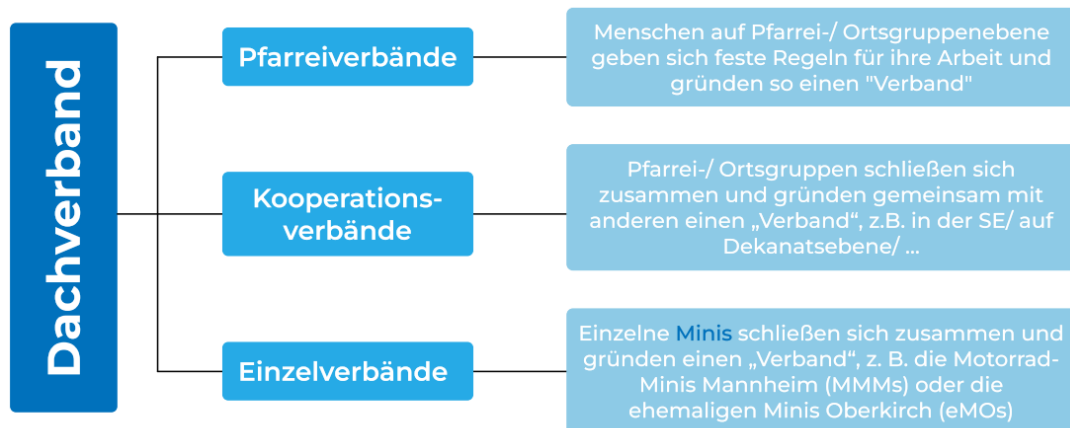 Dachverband
Pfarreiverbände
Menschen auf Pfarrei-/ Ortsgruppenebene
geben sich feste Regeln für ihre Arbeit und
gründen so einen "Verband"
Kooperations-
verbände
Pfarrei-/ Ortsgruppen schließen sich
zusammen und gründen gemeinsam mit
anderen einen „Verband“, z.B. in der SE/ auf
Dekanatsebene/ ...
Einzelverbände
Einzelne Minis schließen sich zusammen und
gründen einen „Verband“, z. B. die Motorrad-
Minis Mannheim (MMMs) oder die
ehemaligen Minis Oberkirch (eMOs)